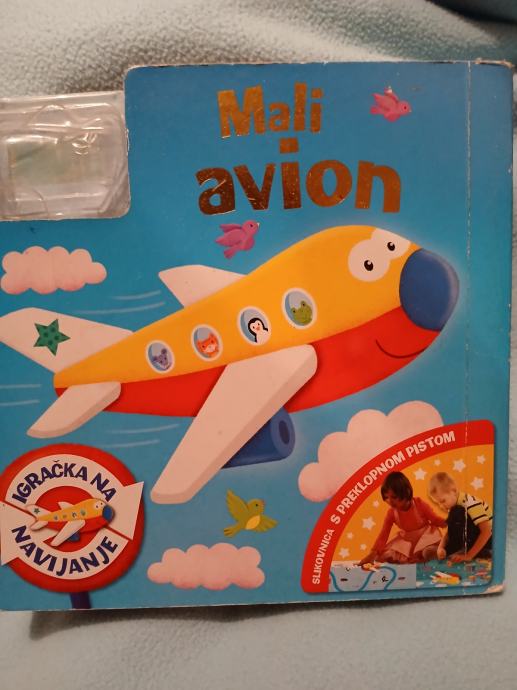 Mali
avion
IGRAČKA NA
NAVIJANJE
SLIKOVNICA S PREKLOPNOM PISTOM